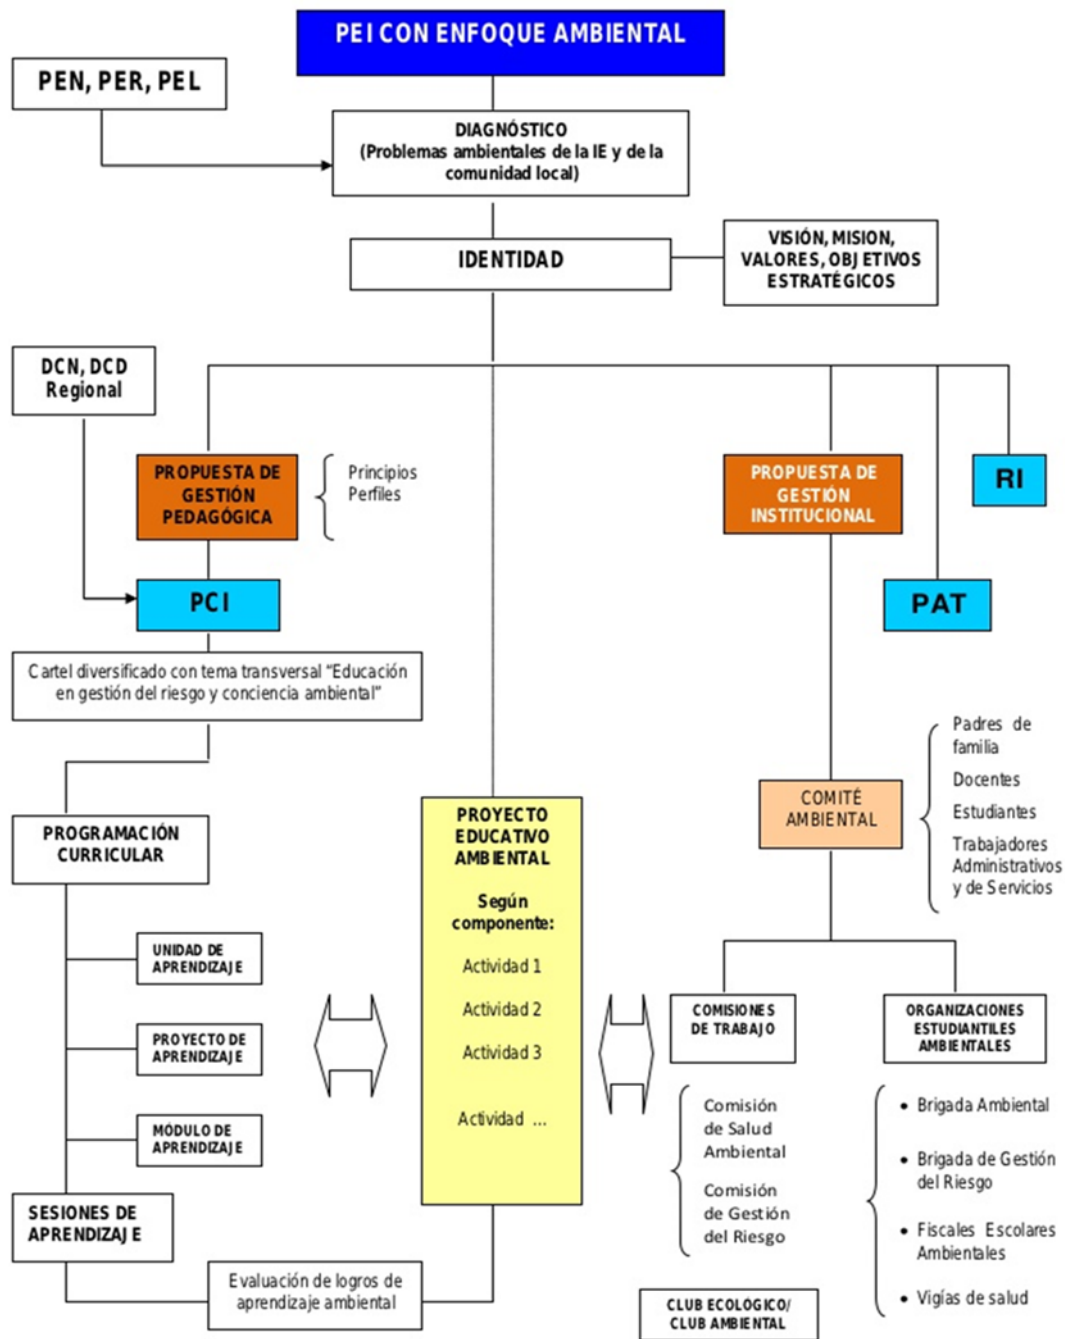 PEI CON ENFOQUE AMBIENTAL
PEN, PER, PEL
DIAGNÓSTICO
(Problemas ambientales de la IE y de la
comunidad local)
IDENTIDAD
VISIÓN, MISION,
VALORES, OBJETIVOS
ESTRATÉGICOS
DCN, DCD
Regional
PROPUESTA DE
GESTIÓN
PEDAGÓGICA
Principios
Perfiles
PROPUESTA DE
GESTIÓN
INSTITUCIONAL
RI
PCI
PAT
Cartel diversificado con tema transversal “Educación
en gestión del riesgo y conciencia ambiental”
PROGRAMACIÓN
CURRICULAR
UNIDAD DE
APRENDIZAJE
PROYECTO DE
APRENDIZAJE
MÓDULO DE
APRENDIZAJE
SESIONES DE
APRENDIZAJE
Evaluación de logros de
aprendizaje ambiental
PROYECTO
EDUCATIVO
AMBIENTAL
Según
componente:
Actividad 1
Actividad 2
Actividad 3
Actividad ...
COMITÉ
AMBIENTAL
Padres de
familia
Docentes
Estudiantes
Trabajadores
Administrativos
y de Servicios
COMISIONES
DE TRABAJO
Comisión
de Salud
Ambiental
Comisión
de Gestión
del Riesgo
ORGANIZACIONES
ESTUDIANTILES
AMBIENTALES
• Brigada Ambiental
• Brigada de Gestión
del Riesgo
• Fiscales Escolares
Ambientales
• Vigías de salud
CLUB ECOLÓGICO/
CLUB AMBIENTAL